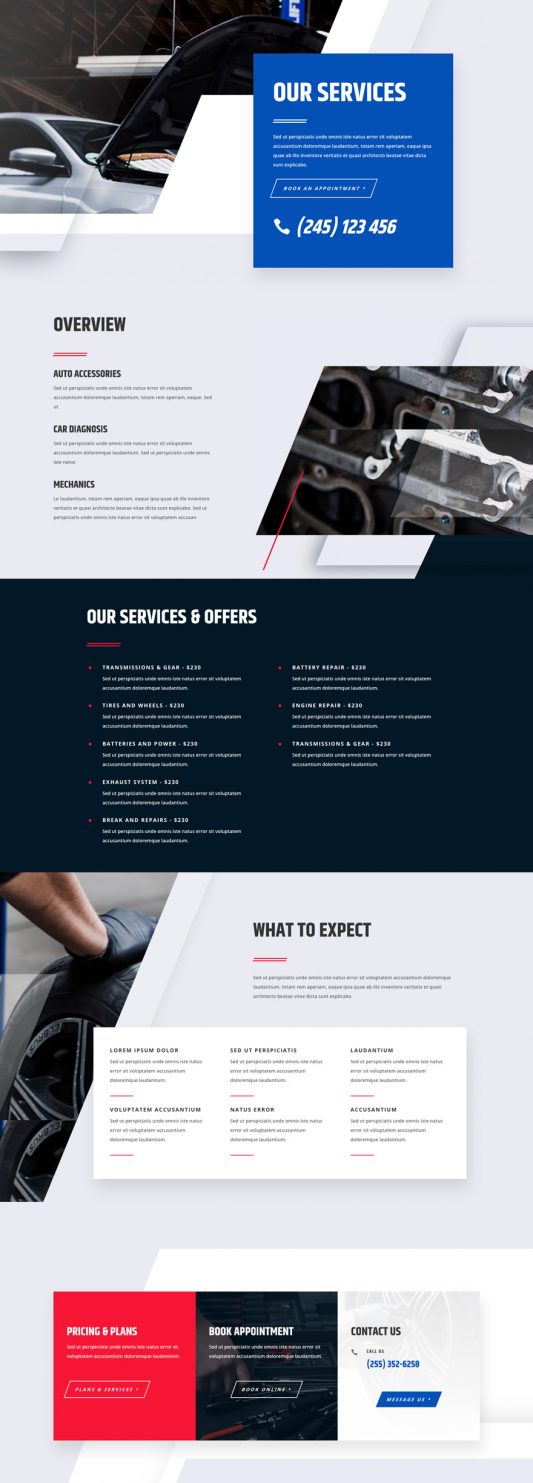 OUR SERVICES
Sed ut perspiciatis unde omnis iste natus error sit voluptatem
accusantium doloremque laudantium, totam rem aperiam, eaque ipsa
quae ab illo inventore veritatis et quasi architecto beatae vitae dicta
sunt explicabo.
BOOK AN APPOINTMENT
(245) 123 456
OVERVIEW
AUTO ACCESSORIES
Sed ut perspiciatis unde omnis iste natus error sit voluptatem
accusantium doloremque laudantium, totam rem aperiam, eaque. Sed
ut
CAR DIAGNOSIS
Sed ut perspiciatis unde omnis iste natus error sit voluptatem
accusantium doloremque laudantium. Sed ut perspiciatis unde omnis
iste natus
MECHANICS
Le laudantium, totam rem aperiam, eaque ipsa quae ab illo inventore
veritatis et quasi architecto beatae vitae dicta sunt explicabo. Sed ut
perspiciatis unde omnis iste natus error sit voluptatem accusan
OUR SERVICES & OFFERS
TRANSMISSIONS & GEAR - $230
Sed ut perspiciatis unde omnis iste natus error sit voluptatem
accusantium doloremque laudantium.
TIRES AND WHEELS - $230
Sed ut perspiciatis unde omnis iste natus error sit voluptatem
accusantium doloremque laudantium.
BATTERIES AND POWER - $230
Sed ut perspiciatis unde omnis iste natus error sit voluptatem
accusantium doloremque laudantium.
EXHAUST SYSTEM - $230
Sed ut perspiciatis unde omnis iste natus error sit voluptatem
accusantium doloremque laudantium.
BREAK AND REPAIRS - $230
Sed ut perspiciatis unde omnis iste natus error sit voluptatem
accusantium doloremque laudantium.
BATTERY REPAIR - $230
Sed ut perspiciatis unde omnis iste natus error sit voluptatem
accusantium doloremque laudantium.
ENGINE REPAIR - $230
Sed ut perspiciatis unde omnis iste natus error sit voluptatem
accusantium doloremque laudantium.
TRANSMISSIONS & GEAR - $230
Sed ut perspiciatis unde omnis iste natus error sit voluptatem
accusantium doloremque laudantium.
WHAT TO EXPECT
Sed ut perspiciatis unde omnis iste natus error sit voluptatem accusantium doloremque
laudantium, totam rem aperiam, eaque ipsa quae ab illo inventore veritatis et quasi
architecto beatae vitae dicta sunt explicabo.
LOREM IPSUM DOLOR
Sed ut perspiciatis unde omnis iste natus
error sit voluptatem accusantium
doloremque laudantium.
SED UT PERSPICIATIS
Sed ut perspiciatis unde omnis iste natus
error sit voluptatem accusantium
doloremque laudantium.
LAUDANTIUM
Sed ut perspiciatis unde omnis iste natus
error sit voluptatem accusantium
doloremque laudantium.
VOLUPTATEM ACCUSANTIUM
Sed ut perspiciatis unde omnis iste natus
error sit voluptatem accusantium
doloremque laudantium.
NATUS ERROR
Sed ut perspiciatis unde omnis iste natus
error sit voluptatem accusantium
doloremque laudantium.
ACCUSANTIUM
Sed ut perspiciatis unde omnis iste natus
error sit voluptatem accusantium
doloremque laudantium.
PRICING & PLANS
Sed ut perspiciatis unde omnis iste natus error sit
voluptatem accusantium doloremque laudantium.
PLANS & SERVICES
BOOK APPOINTMENT
Sed ut perspiciatis unde omnis iste natus error sit
voluptatem accusantium doloremque laudantium.
BOOK ONLINE
CONTACT US
CALL US
(255) 352-6258
MESSAGE US